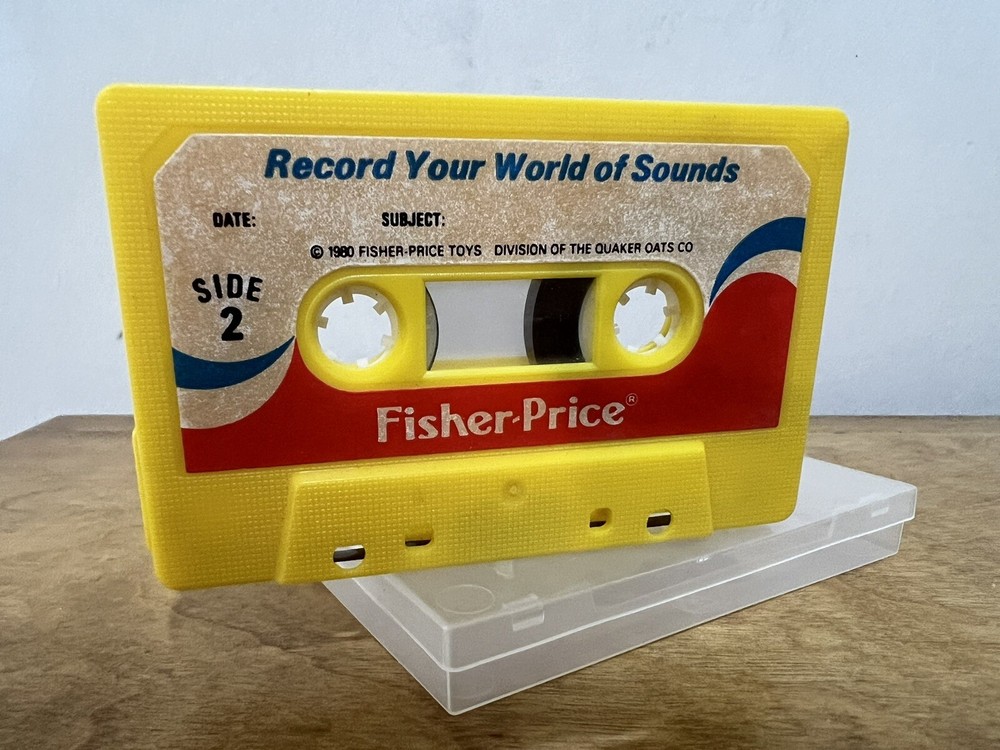 Record Your World of Sounds
DATE: SUBJECT:
© 1980 FISHER-PRICE TOYS DIVISION OF THE QUAKER OATS CO
SIDE
2
Fisher-Price®